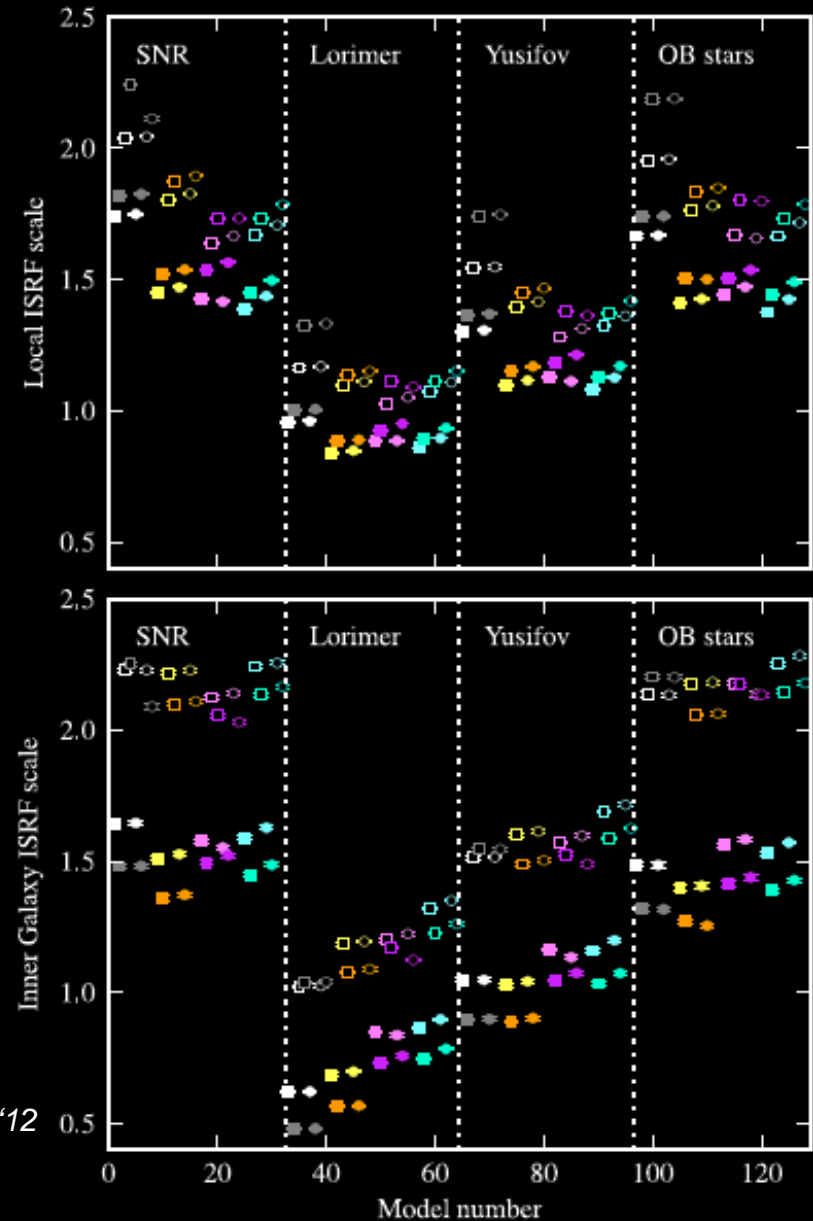 2.5
SNR Lorimer Yusifov OB stars
2.0
1.5
1.0
0.5
Local ISRF scale
2.5
SNR Lorimer Yusifov OB stars
2.0
1.5
1.0
0.5
Inner Galaxy ISRF scale
‘12
0 20 40 60 80 100 120
Model number